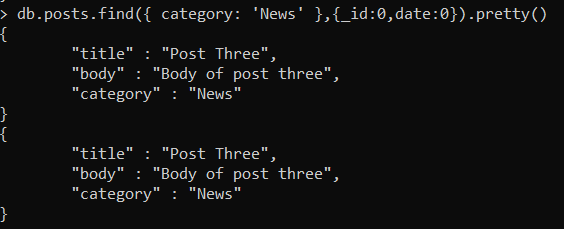 > db.posts.find({ category: 'News' },{_id:0,date:0}).pretty()
{
        "title" : "Post Three",
        "body" : "Body of post three",
        "category" : "News"
}
{
        "title" : "Post Three",
        "body" : "Body of post three",
        "category" : "News"
}